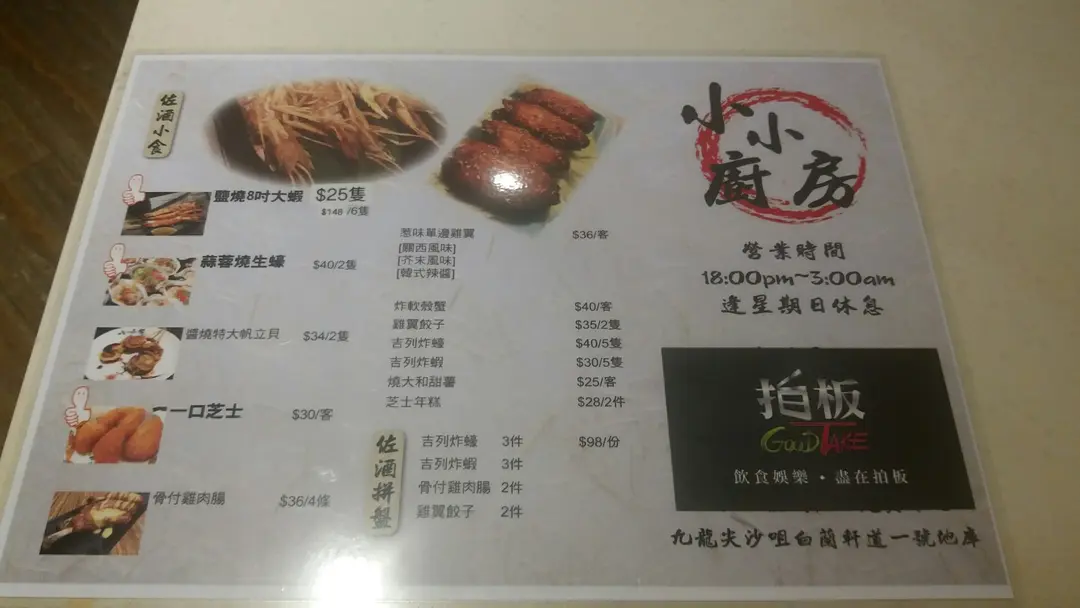 佐酒小食
鹽燒8吋大蝦 $25隻
$148 /6隻
蒜蓉燒生蠔 $40/2隻
醬燒特大帆立貝 $34/2隻
一口芝士 $30/客
骨付雞肉腸 $36/4條
惹味單邊雞翼 $36/客
[關西風味]
[芥末風味]
[韓式辣醬]
炸軟殼蟹 $40/客
雞翼餃子 $35/2隻
吉列炸蠔 $40/5隻
吉列炸蝦 $30/5隻
燒大和甜薯 $25/客
芝士年糕 $28/2件
佐酒拼盤
吉列炸蠔 3件 $98/份
吉列炸蝦 3件
骨付雞肉腸 2件
雞翼餃子 2件
小小廚房
營業時間
18:00pm~3:00am
逢星期日休息
拍板
GOOD TAKE
飲食娛樂·盡在拍板
九龍尖沙咀白蘭軒道一號地庫